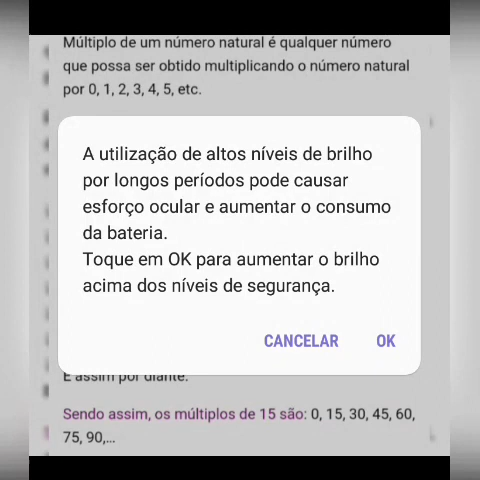 Múltiplo de um número natural é qualquer número
que possa ser obtido multiplicando o número natural
por 0, 1, 2, 3, 4, 5, etc.
A utilização de altos níveis de brilho
por longos períodos pode causar
esforço ocular e aumentar o consumo
da bateria.
Toque em OK para aumentar o brilho
acima dos níveis de segurança.
CANCELAR OK
E assim por diante.
Sendo assim, os múltiplos de 15 são: 0, 15, 30, 45, 60,
75, 90,...